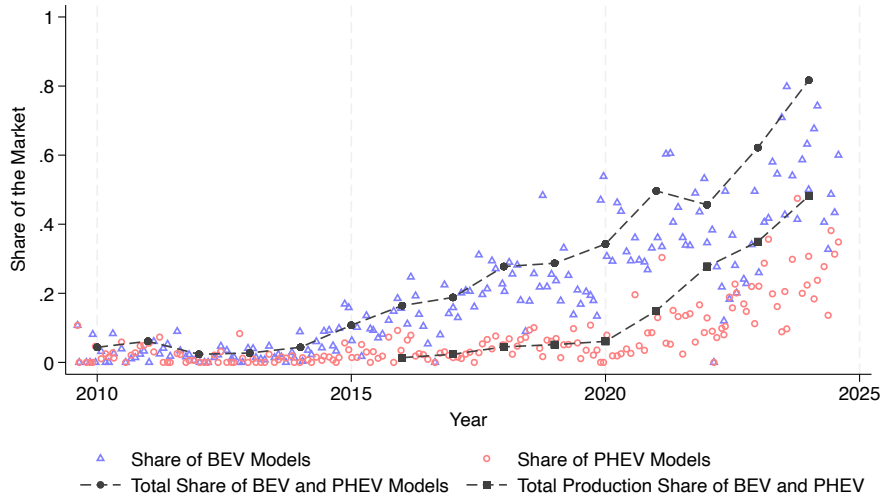 1
.8
.6
.4
.2
0
Share of the Market
2010 2015 2020 2025
Year
Share of BEV Models Share of PHEV Models
Total Share of BEV and PHEV Models Total Production Share of BEV and PHEV